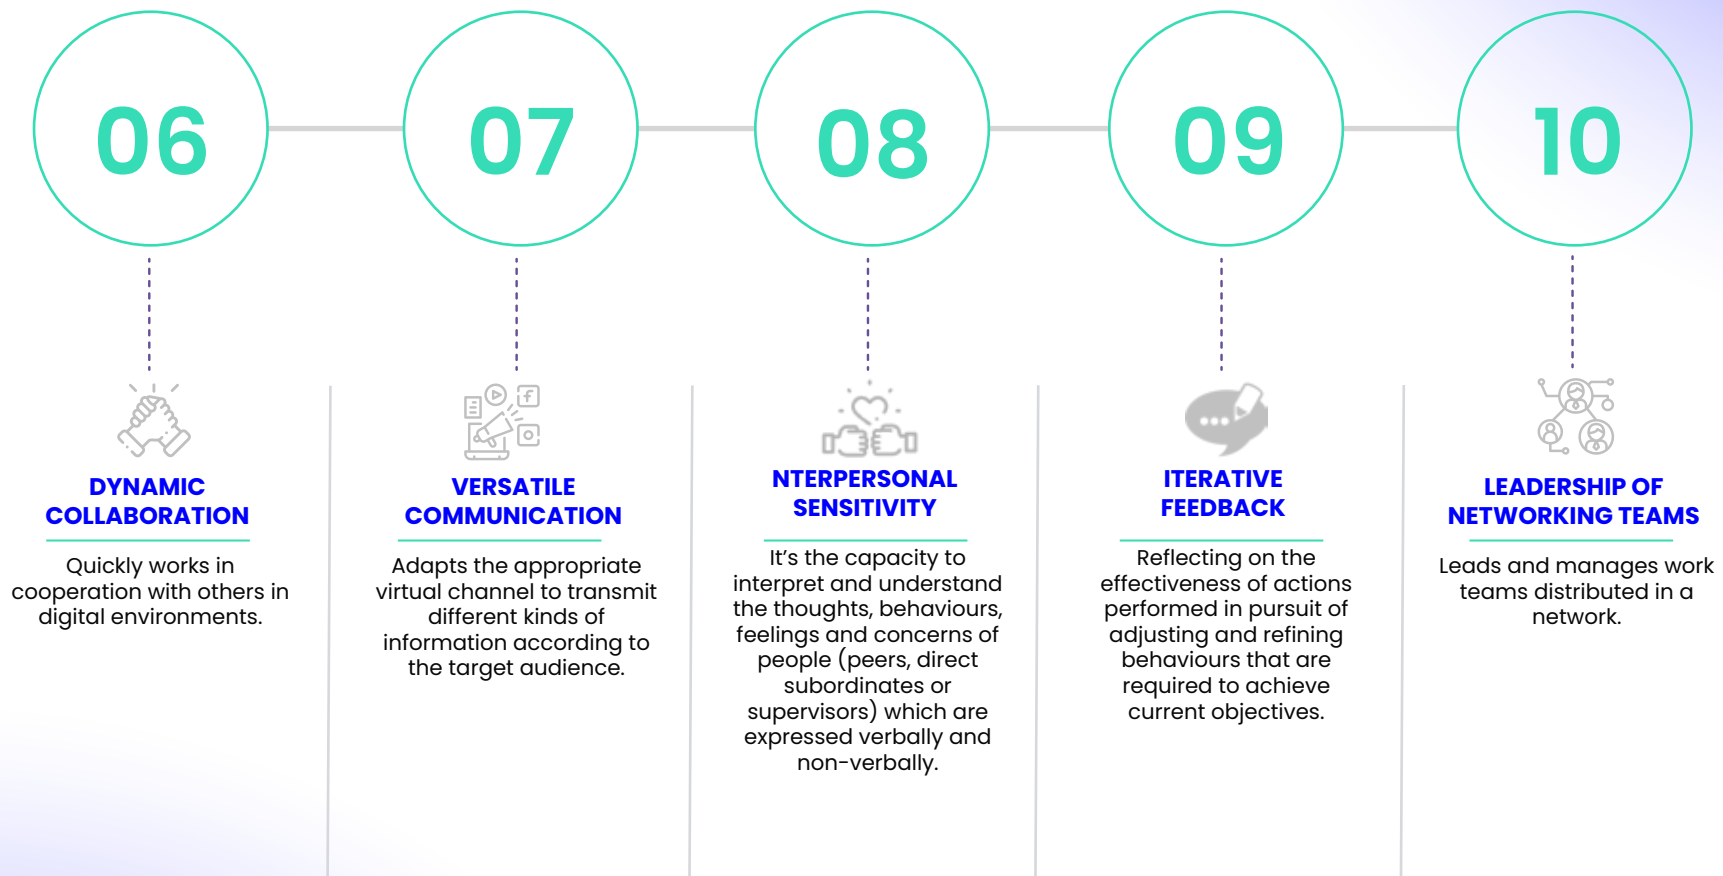 06
07
08
09
10
DYNAMIC
COLLABORATION
Quickly works in
cooperation with others in
digital environments.
VERSATILE
COMMUNICATION
Adapts the appropriate
virtual channel to transmit
different kinds of
information according to
the target audience.
NTERPERSONAL
SENSITIVITY
It’s the capacity to
interpret and understand
the thoughts, behaviours,
feelings and concerns of
people (peers, direct
subordinates or
supervisors) which are
expressed verbally and
non-verbally.
ITERATIVE
FEEDBACK
Reflecting on the
effectiveness of actions
performed in pursuit of
adjusting and refining
behaviours that are
required to achieve
current objectives.
LEADERSHIP OF
NETWORKING TEAMS
Leads and manages work
teams distributed in a
network.